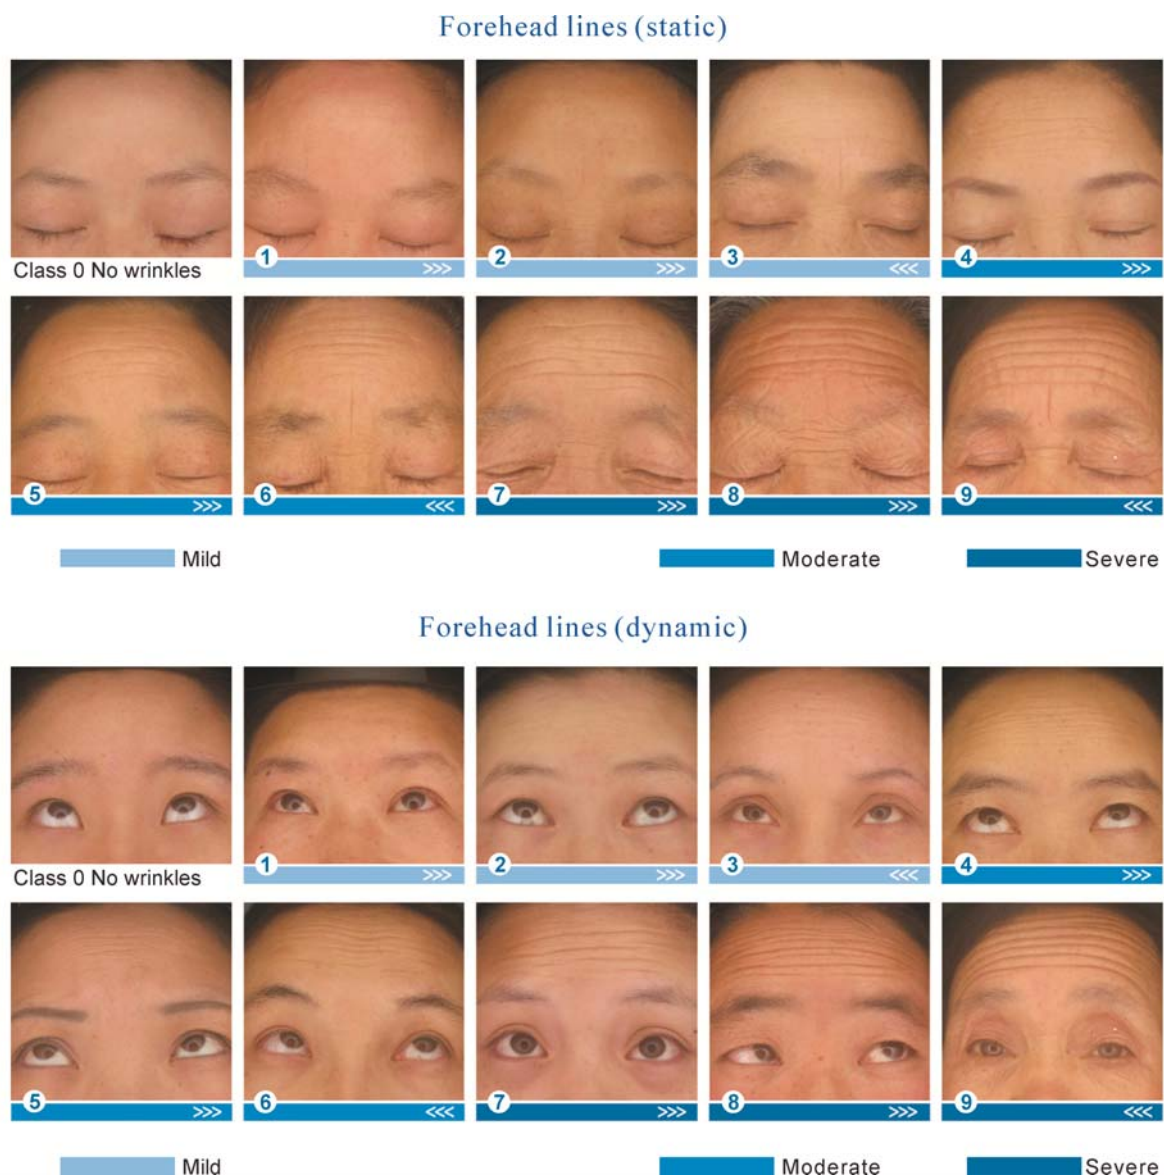 Forehead lines (static)
Class 0 No wrinkles
1 >>>
2 >>>
3 <<<
4 >>>
5 >>>
6 <<<
7 >>>
8 >>>
9 <<<
Mild
Moderate
Severe
Forehead lines (dynamic)
Class 0 No wrinkles
1 >>>
2 >>>
3 <<<
4 >>>
5 >>>
6 <<<
7 >>>
8 >>>
9 <<<
Mild
Moderate
Severe